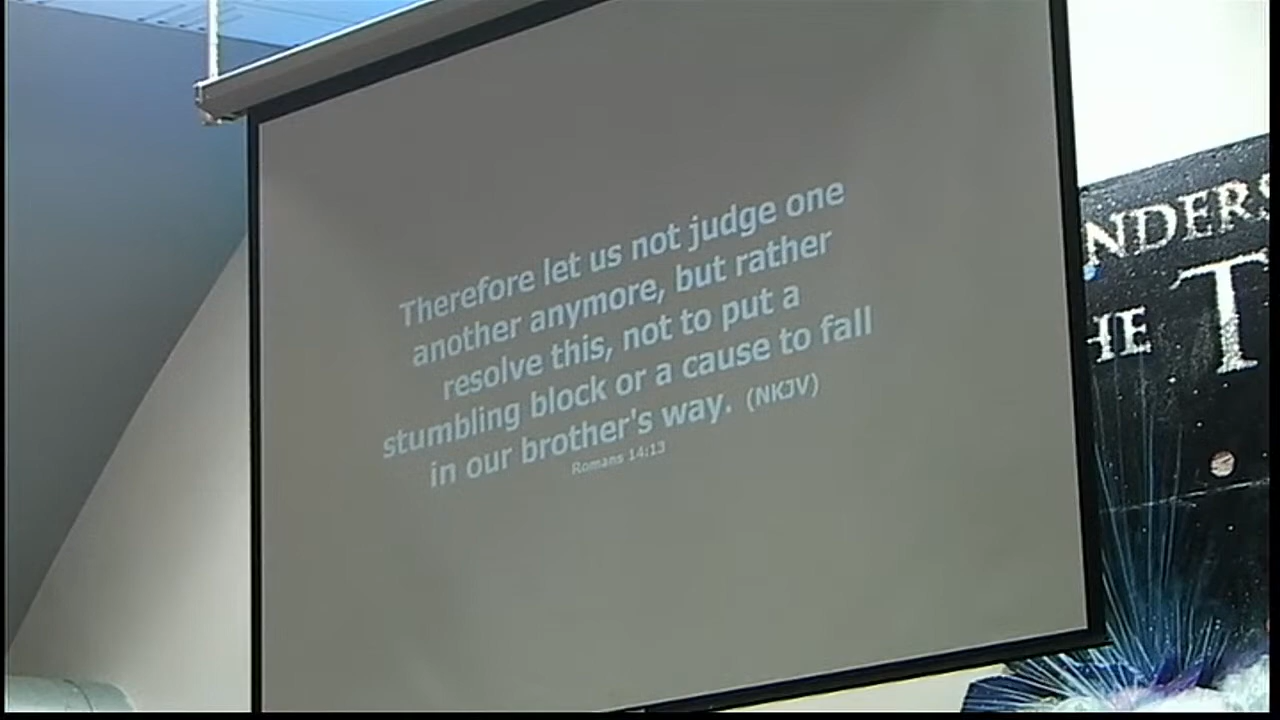 Therefore let us not judge one
another anymore, but rather
resolve this, not to put a
stumbling block or a cause to fall
in our brother's way. (NKJV)
Romans 14:13
NDERS
HE T